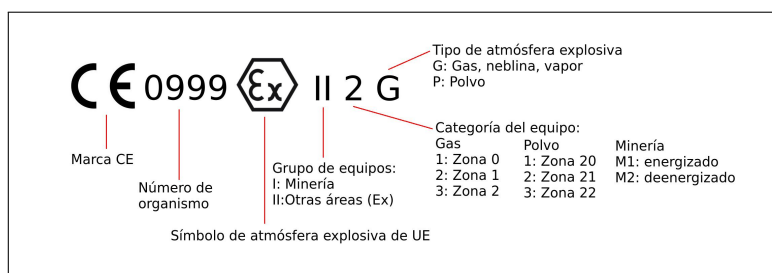 CE 0999 Ex II 2 G
Tipo de atmósfera explosiva
G: Gas, neblina, vapor
P: Polvo
Categoría del equipo:
Gas
1: Zona 0
2: Zona 1
3: Zona 2
Polvo
1: Zona 20
2: Zona 21
3: Zona 22
Minería
M1: energizado
M2: deenergizado
Marca CE
Grupo de equipos:
I: Minería
II:Otras áreas (Ex)
Número de
organismo
Símbolo de atmósfera explosiva de UE